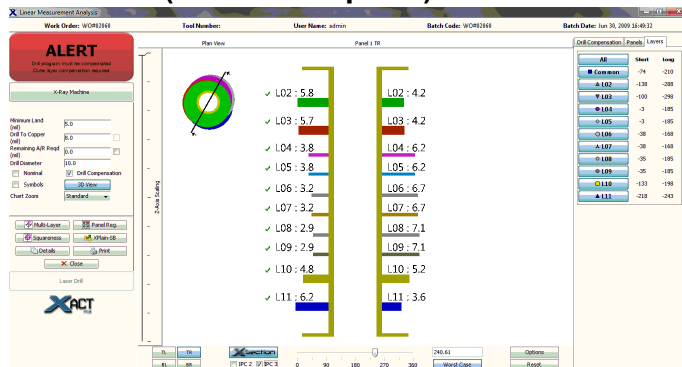 Linear Measurement Analysis
Work Order: WO#02060 Tool Number: User Name: admin Batch Code: WO#02060 Batch Date: Jun 30, 2009 16:49:32
ALERT
Drill program must be compensated
Outer layer compensation required
X-Ray Machine
Minimum Land (mil) 5.0
Drill To Copper (mil) 8.0
Remaining A/R Reqd (mil) 0.0
Drill Diameter 10.0
Nominal Drill Compensation
Symbols 3D View
Chart Zoom Standard
Multi-Layer Panel Reg.
Squareness XPlain-SB
Details Print
Close
Laser Drill
XACT
PCB
Plan View Panel 1 TR
Z-Axis Scaling
L02 : 5.8 L02 : 4.2
L03 : 5.7 L03 : 4.2
L04 : 3.8 L04 : 6.2
L05 : 3.8 L05 : 6.2
L06 : 3.2 L06 : 6.7
L07 : 3.2 L07 : 6.7
L08 : 2.9 L08 : 7.1
L09 : 2.9 L09 : 7.1
L10 : 4.8 L10 : 5.2
L11 : 6.2 L11 : 3.6
TL TR XSection 240.61 Options
BL BR IPC 2 IPC 3 0 90 180 270 360 Worst Case Reset
Drill Compensation Panels Layers
All Short Long
Common -74 -210
L02 -138 -288
L03 -100 -298
L04 -3 -185
L05 -3 -185
L06 -38 -168
L07 -38 -168
L08 -35 -185
L09 -35 -185
L10 -133 -198
L11 -218 -243